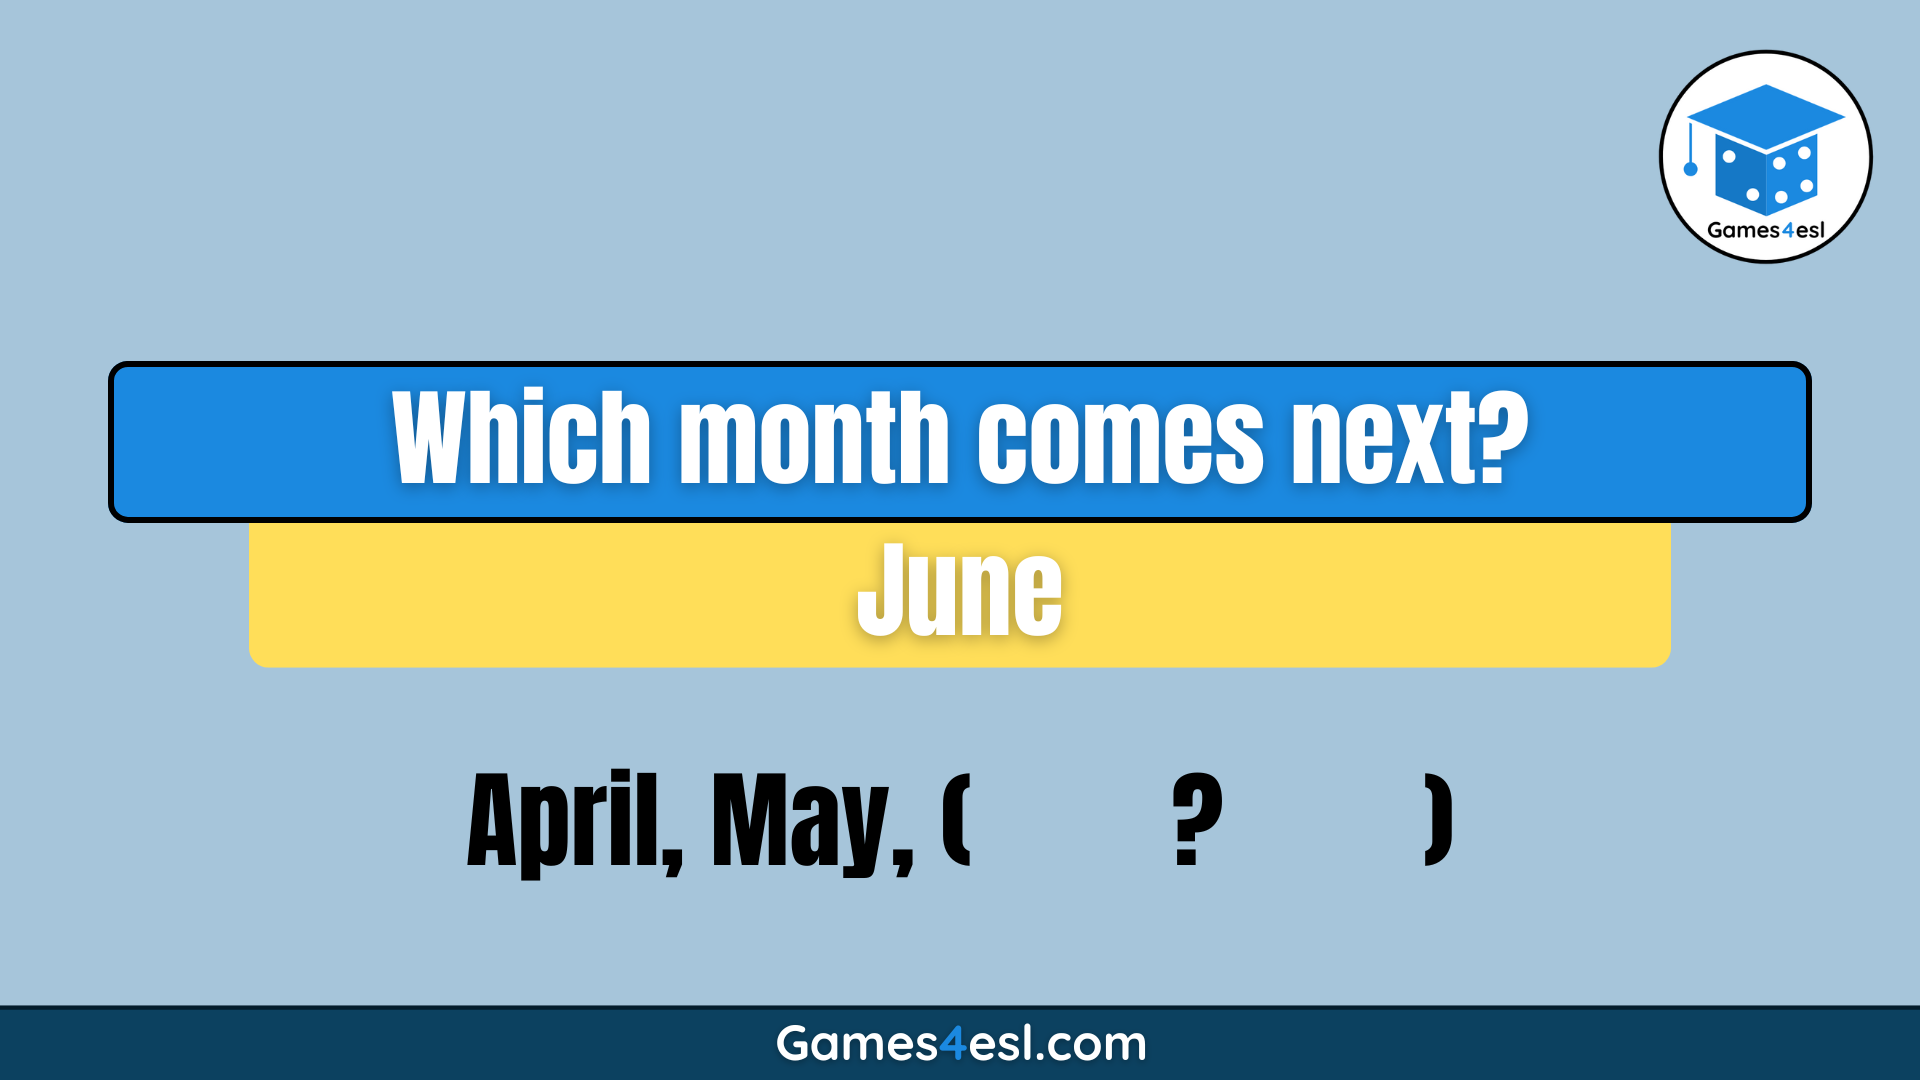 Games4esl
Which month comes next?
June
April, May, ( ? )
Games4esl.com